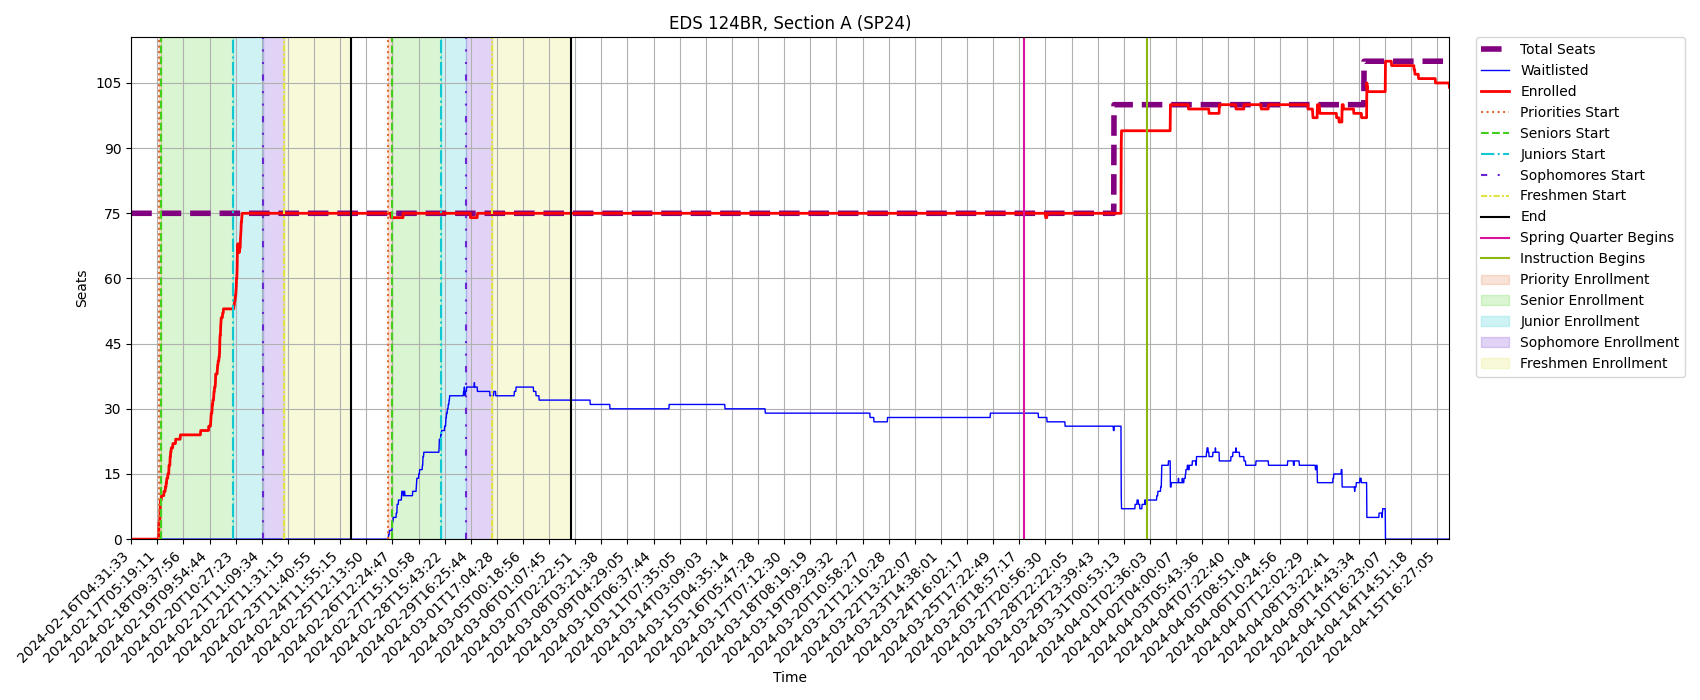 EDS 124BR, Section A (SP24)
Total Seats
Waitlisted
Enrolled
Priorities Start
Seniors Start
Juniors Start
Sophomores Start
Freshmen Start
End
Spring Quarter Begins
Instruction Begins
Priority Enrollment
Senior Enrollment
Junior Enrollment
Sophomore Enrollment
Freshmen Enrollment
Seats
105
90
75
60
45
30
15
0
2024-02-16T04:31:33
2024-02-17T05:19:11
2024-02-18T09:37:56
2024-02-19T09:54:44
2024-02-20T10:27:23
2024-02-21T11:09:34
2024-02-22T11:31:15
2024-02-23T11:40:55
2024-02-24T11:55:15
2024-02-25T12:13:50
2024-02-26T12:24:47
2024-02-27T15:10:58
2024-02-28T15:43:22
2024-02-29T16:25:44
2024-03-01T17:04:28
2024-03-05T00:18:56
2024-03-06T01:07:45
2024-03-07T02:22:51
2024-03-08T03:21:38
2024-03-09T04:29:05
2024-03-10T06:37:44
2024-03-11T07:35:05
2024-03-14T03:09:03
2024-03-15T04:35:14
2024-03-16T05:47:28
2024-03-17T07:12:30
2024-03-18T08:19:19
2024-03-19T09:29:32
2024-03-20T10:58:27
2024-03-21T12:10:28
2024-03-22T13:22:07
2024-03-23T14:38:01
2024-03-24T16:02:17
2024-03-25T17:22:49
2024-03-26T18:57:17
2024-03-27T20:56:30
2024-03-28T22:22:05
2024-03-29T23:39:43
2024-03-31T00:53:13
2024-04-01T02:36:03
2024-04-02T04:00:07
2024-04-03T05:43:36
2024-04-04T07:22:40
2024-04-05T08:51:04
2024-04-06T10:24:56
2024-04-07T12:02:29
2024-04-08T13:22:41
2024-04-09T14:43:34
2024-04-10T16:23:07
2024-04-14T14:51:18
2024-04-15T16:27:05
Time